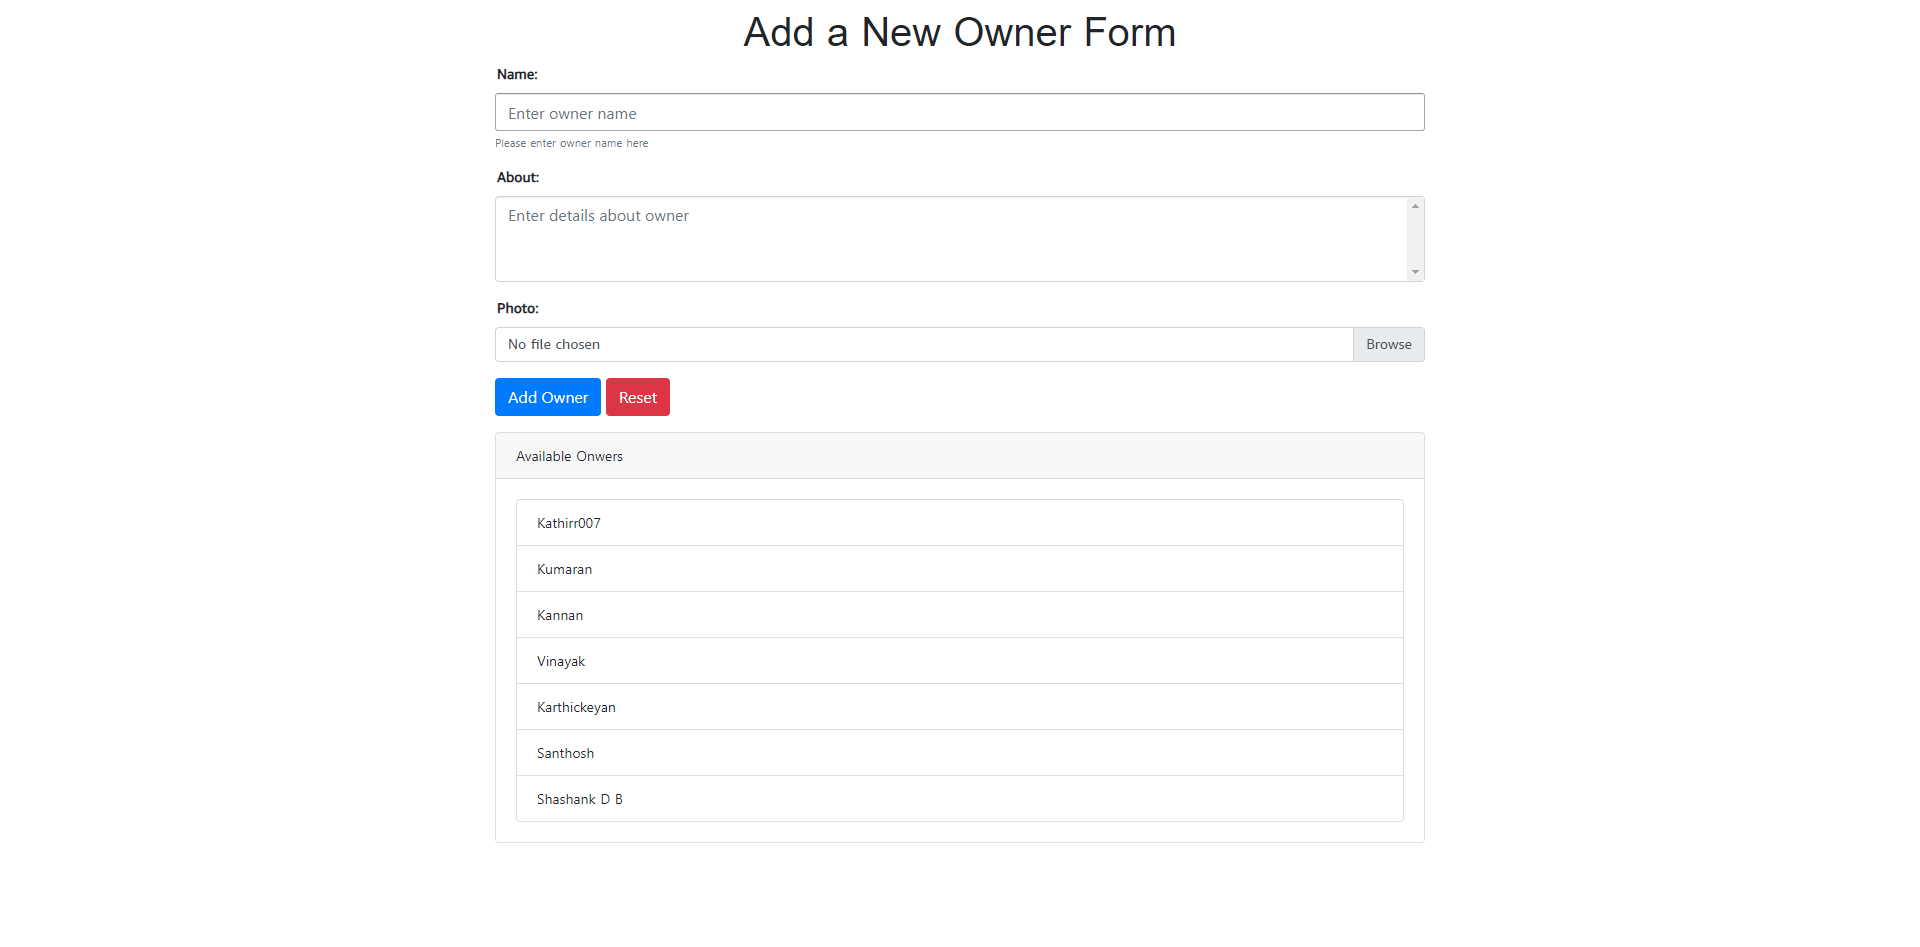 Add a New Owner Form
Name:
Enter owner name
Please enter owner name here
About:
Enter details about owner
Photo:
No file chosen
Browse
Add Owner
Reset
Available Onwers
Kathirr007
Kumaran
Kannan
Vinayak
Karthickeyan
Santhosh
Shashank D B